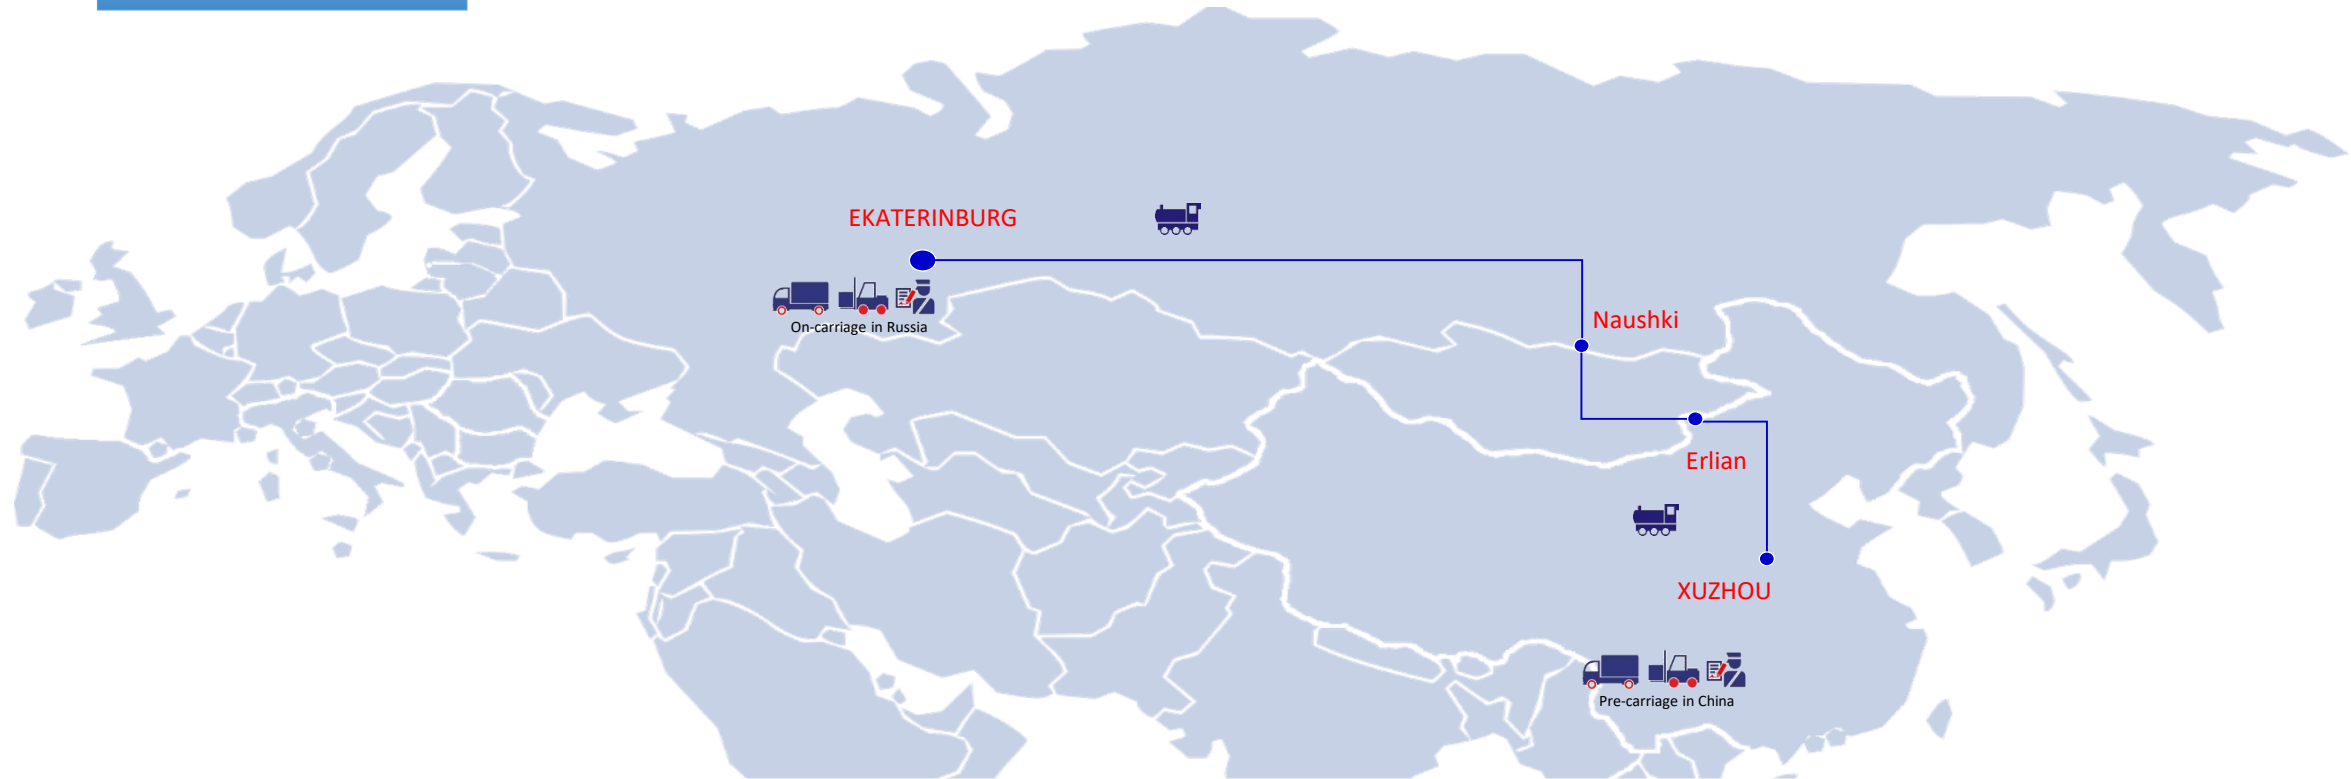 EKATERINBURG
On-carriage in Russia
Naushki
Erlian
XUZHOU
Pre-carriage in China